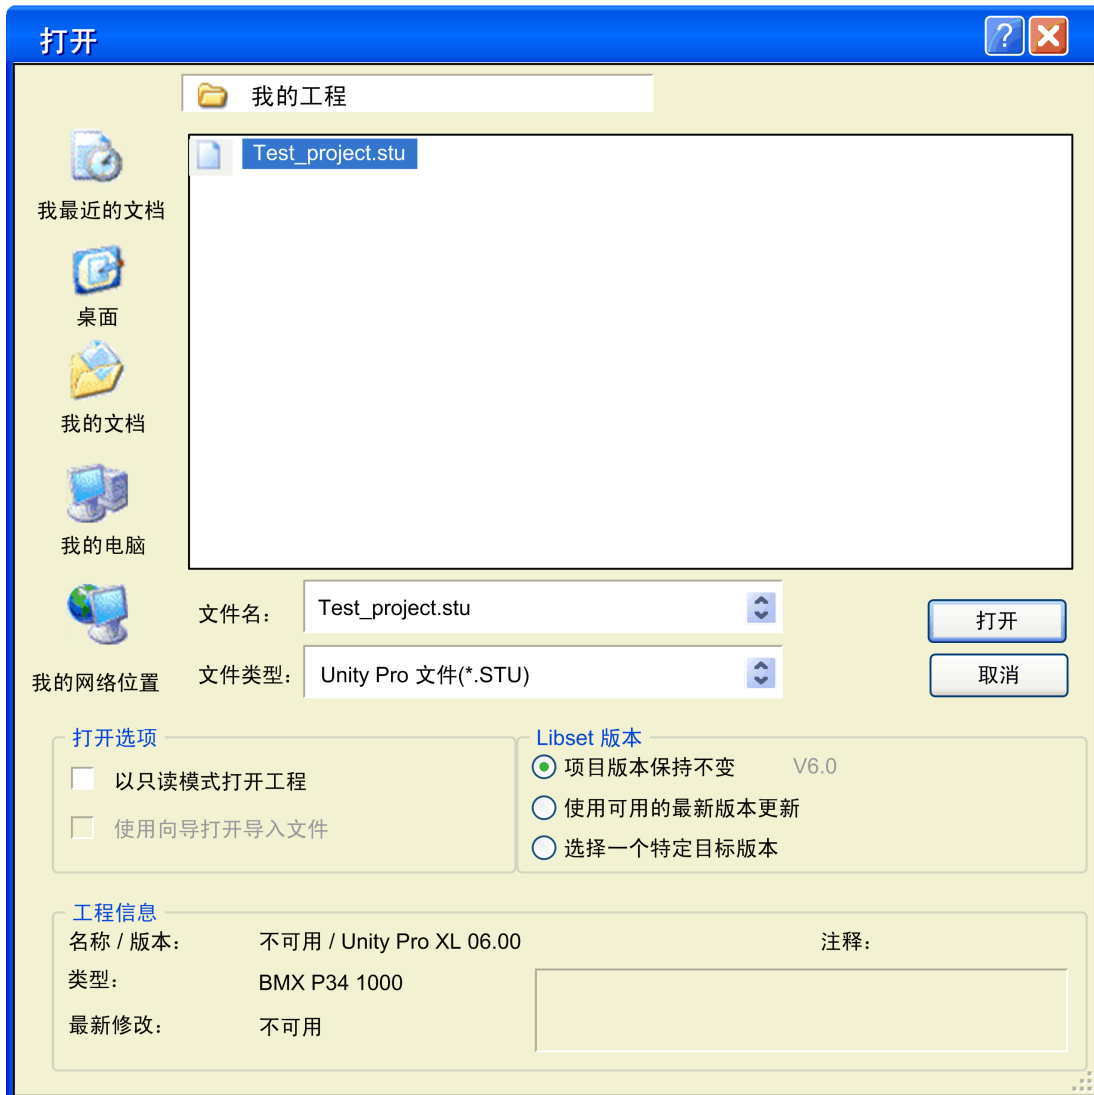 打开
我的工程
Test_project.stu
我最近的文档
桌面
我的文档
我的电脑
我的网络位置
文件名：
Test_project.stu
打开
文件类型：
Unity Pro 文件(*.STU)
取消
打开选项
以只读模式打开工程
使用向导打开导入文件
Libset 版本
项目版本保持不变 V6.0
使用可用的最新版本更新
选择一个特定目标版本
工程信息
名称 / 版本： 不可用 / Unity Pro XL 06.00 注释：
类型： BMX P34 1000
最新修改： 不可用